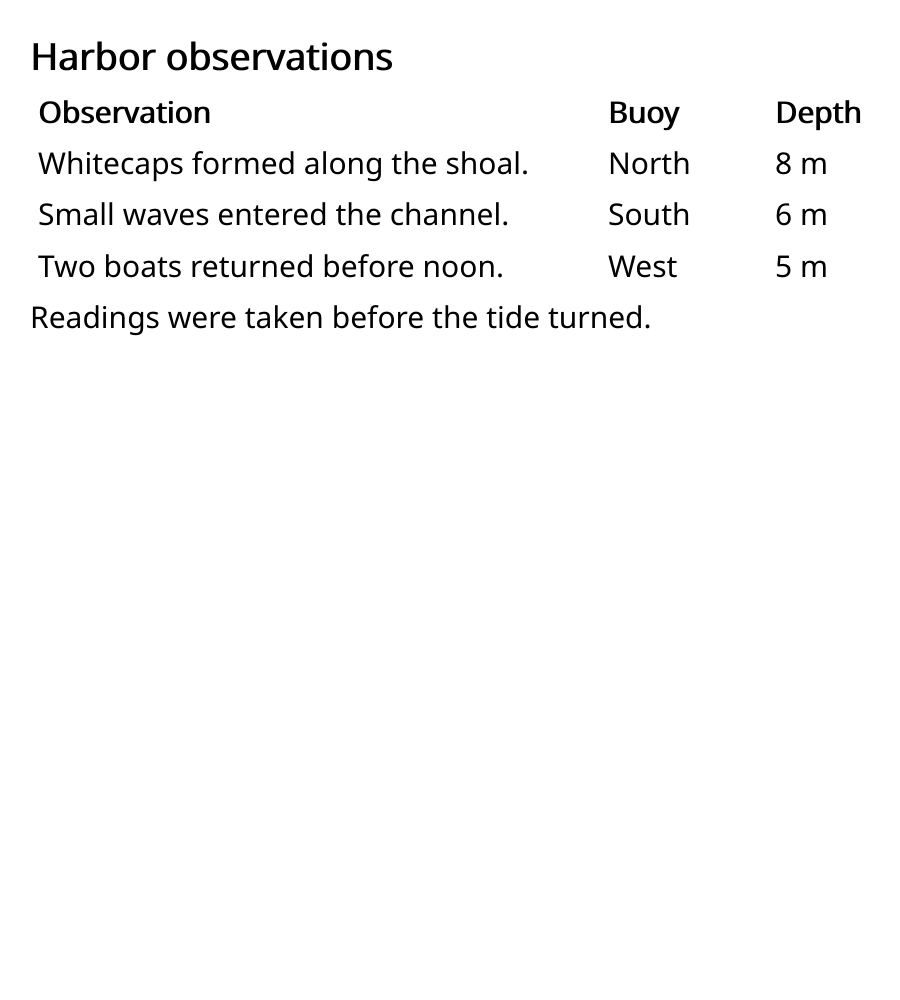 Harbor observations
Observation Buoy Depth
Whitecaps formed along the shoal. North 8 m
Small waves entered the channel. South 6 m
Two boats returned before noon. West 5 m
Readings were taken before the tide turned.